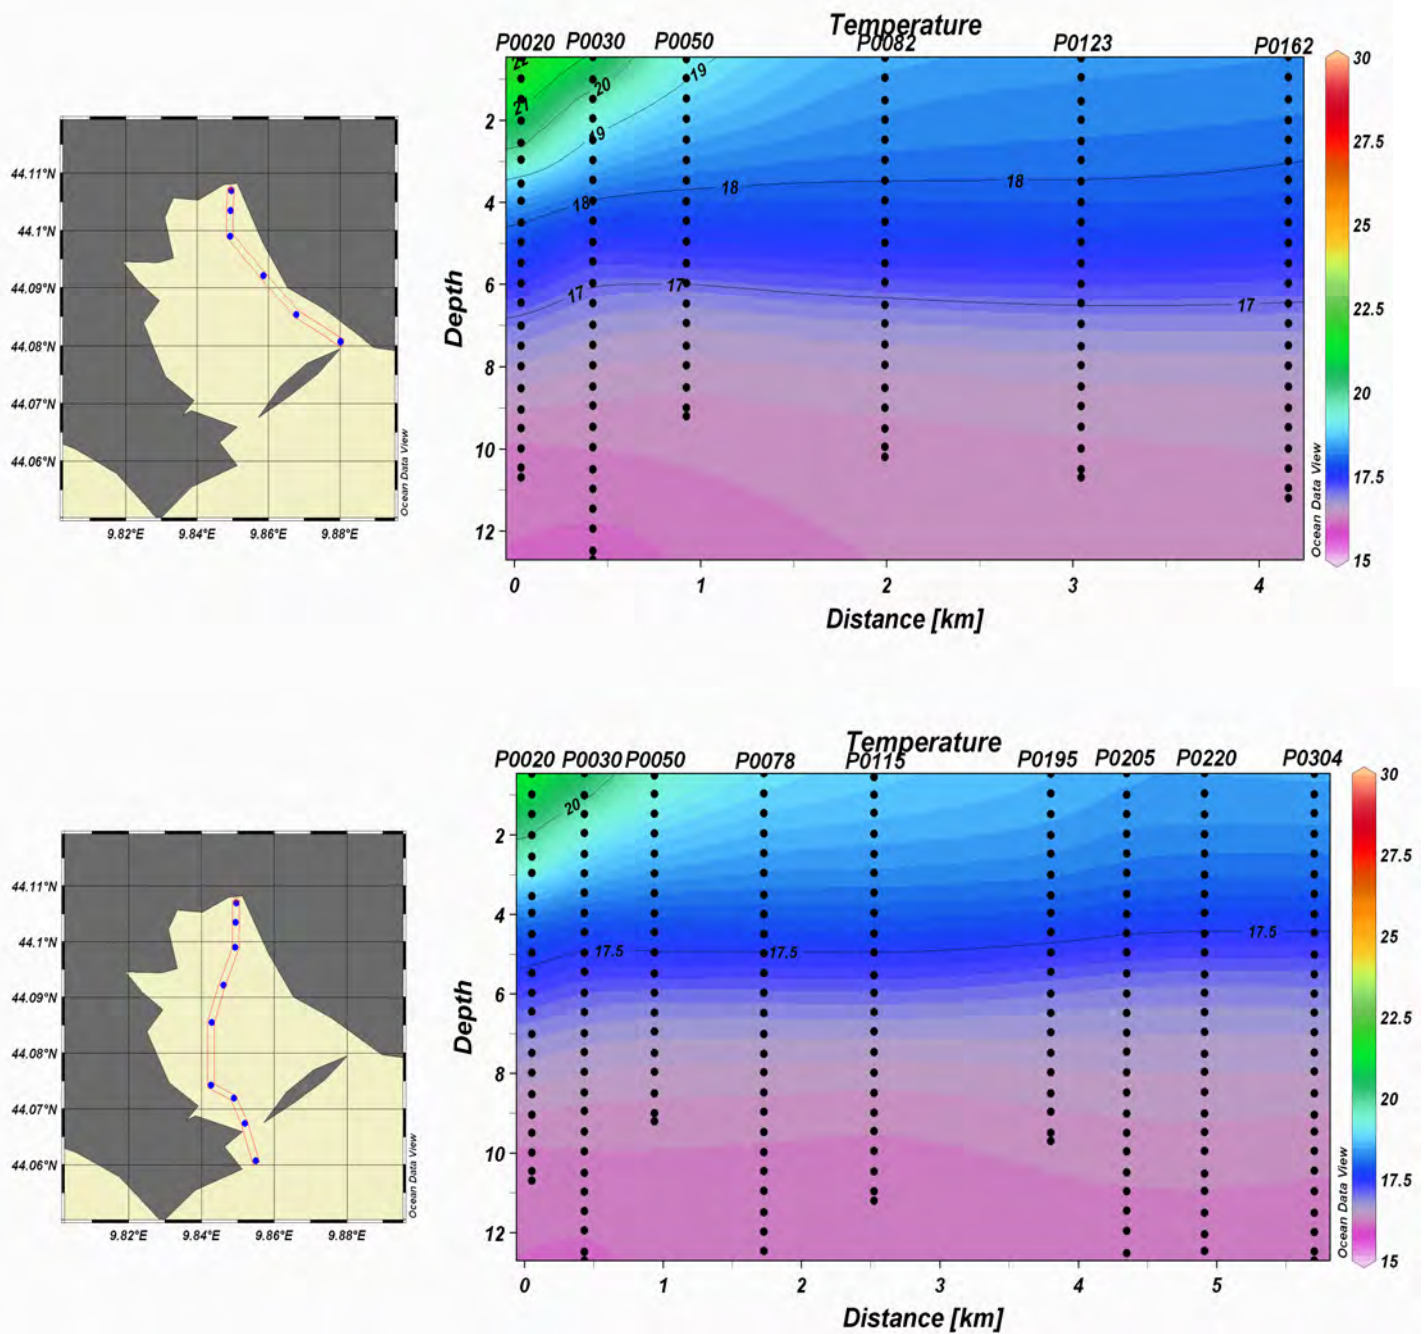 Temperature
P0020 P0030 P0050 P0082 P0123 P0162
22
21
20
19
19
18
18
18
17
17
17
2
4
6
8
10
12
Depth
0 1 2 3 4
Distance [km]
30
27.5
25
22.5
20
17.5
15
Ocean Data View
44.11°N
44.1°N
44.09°N
44.08°N
44.07°N
44.06°N
9.82°E 9.84°E 9.86°E 9.88°E
Ocean Data View
Temperature
P0020 P0030 P0050 P0078 P0115 P0195 P0205 P0220 P0304
20
17.5
17.5
17.5
2
4
6
8
10
12
Depth
0 1 2 3 4 5
Distance [km]
30
27.5
25
22.5
20
17.5
15
Ocean Data View
44.11°N
44.1°N
44.09°N
44.08°N
44.07°N
44.06°N
9.82°E 9.84°E 9.86°E 9.88°E
Ocean Data View